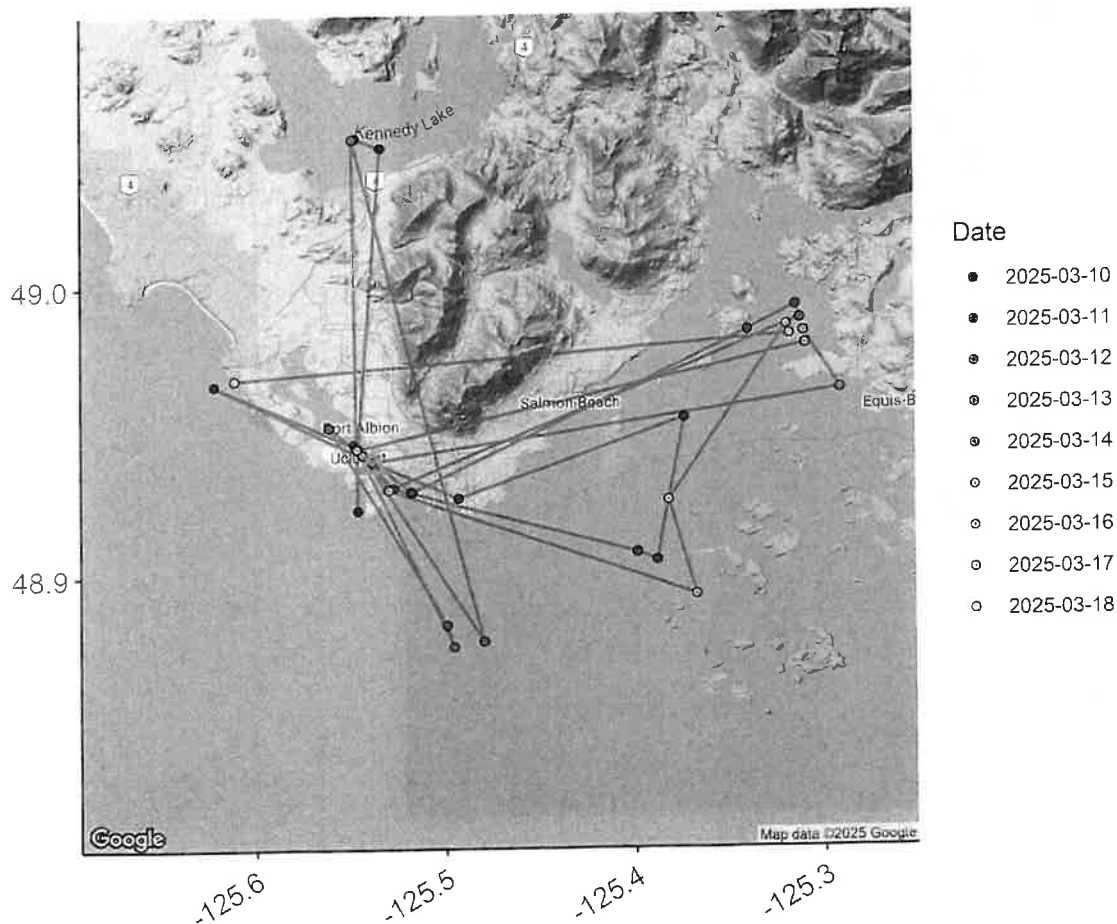 4
Kennedy Lake
4
4
49.0
Salmon Beach
Equis B
Port Albion
48.9
Google
Map data ©2025 Google
-125.6
-125.5
-125.4
-125.3
Date
2025-03-10
2025-03-11
2025-03-12
2025-03-13
2025-03-14
2025-03-15
2025-03-16
2025-03-17
2025-03-18